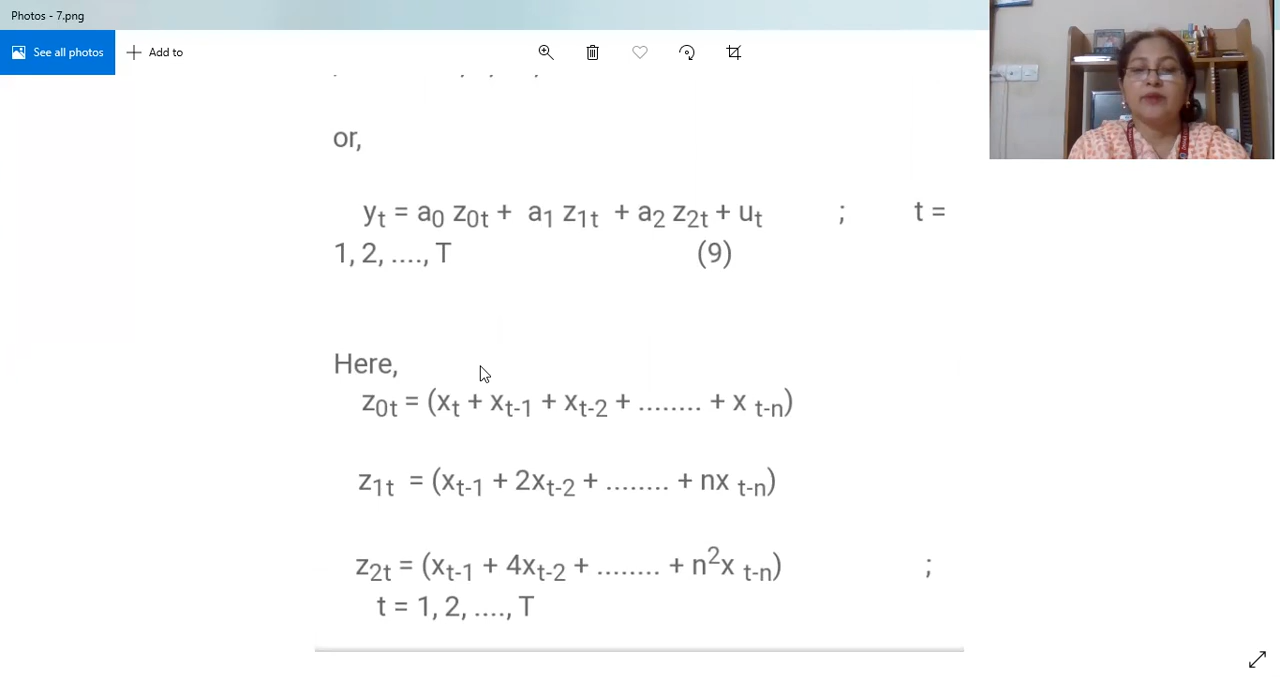 Photos - 7.png
See all photos
Add to
or,
yₜ = a₀ z₀ₜ + a₁ z₁ₜ + a₂ z₂ₜ + uₜ ; t =
1, 2, ...., T (9)
Here,
z₀ₜ = (xₜ + xₜ₋₁ + xₜ₋₂ + ........ + x ₜ₋ₙ)
z₁ₜ = (xₜ₋₁ + 2xₜ₋₂ + ........ + nx ₜ₋ₙ)
z₂ₜ = (xₜ₋₁ + 4xₜ₋₂ + ........ + n²x ₜ₋ₙ) ;
t = 1, 2, ...., T